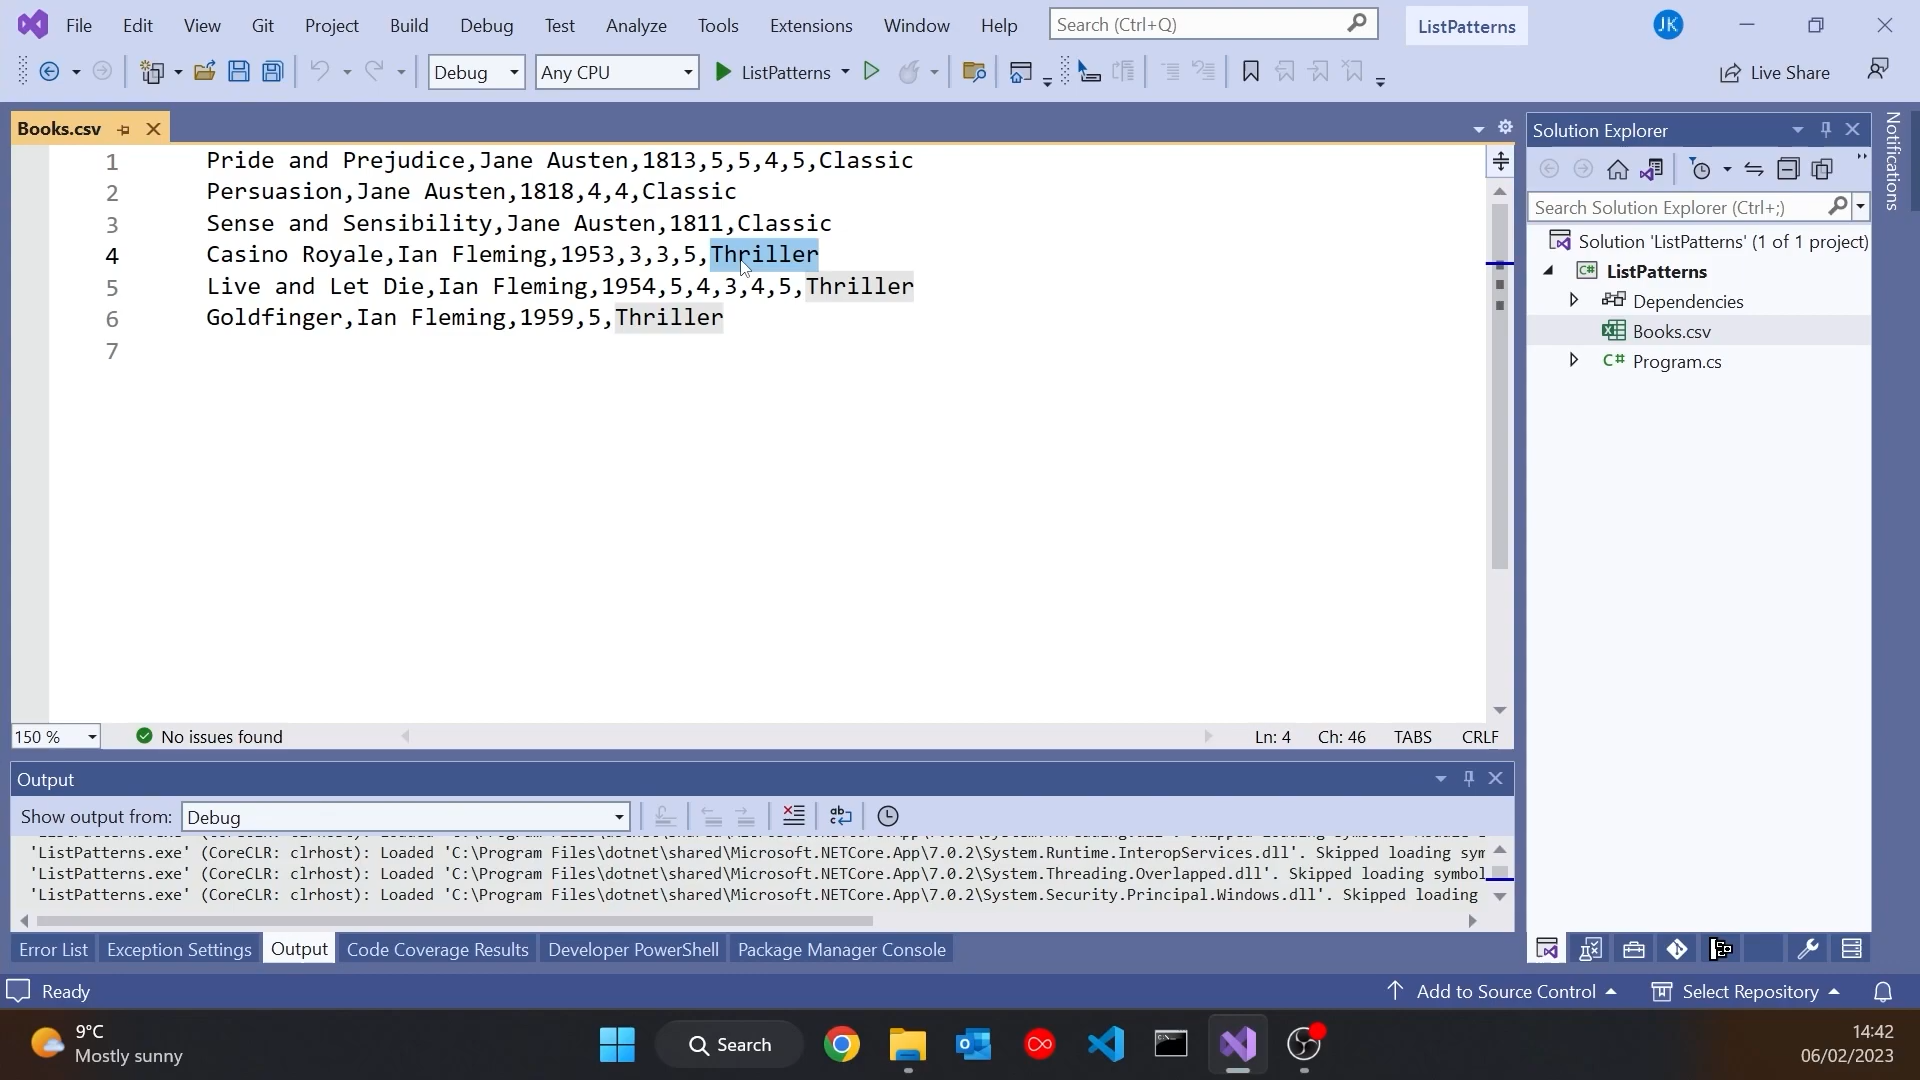 File Edit View Git Project Build Debug Test Analyze Tools Extensions Window Help Search (Ctrl+Q) ListPatterns JK
Debug Any CPU ListPatterns Live Share
Books.csv
1 Pride and Prejudice,Jane Austen,1813,5,5,4,5,Classic
2 Persuasion,Jane Austen,1818,4,4,Classic
3 Sense and Sensibility,Jane Austen,1811,Classic
4 Casino Royale,Ian Fleming,1953,3,3,5,Thriller
5 Live and Let Die,Ian Fleming,1954,5,4,3,4,5,Thriller
6 Goldfinger,Ian Fleming,1959,5,Thriller
7
150 % No issues found Ln: 4 Ch: 46 TABS CRLF
Solution Explorer
Search Solution Explorer (Ctrl+;)
Solution 'ListPatterns' (1 of 1 project)
C# ListPatterns
Dependencies
Books.csv
C# Program.cs
Notifications
Output
Show output from: Debug
'ListPatterns.exe' (CoreCLR: clrhost): Loaded 'C:\Program Files\dotnet\shared\Microsoft.NETCore.App\7.0.2\System.Runtime.InteropServices.dll'. Skipped loading sym
'ListPatterns.exe' (CoreCLR: clrhost): Loaded 'C:\Program Files\dotnet\shared\Microsoft.NETCore.App\7.0.2\System.Threading.Overlapped.dll'. Skipped loading symbol
'ListPatterns.exe' (CoreCLR: clrhost): Loaded 'C:\Program Files\dotnet\shared\Microsoft.NETCore.App\7.0.2\System.Security.Principal.Windows.dll'. Skipped loading
Error List Exception Settings Output Code Coverage Results Developer PowerShell Package Manager Console
Ready Add to Source Control Select Repository
9°C
Mostly sunny
Search
14:42
06/02/2023